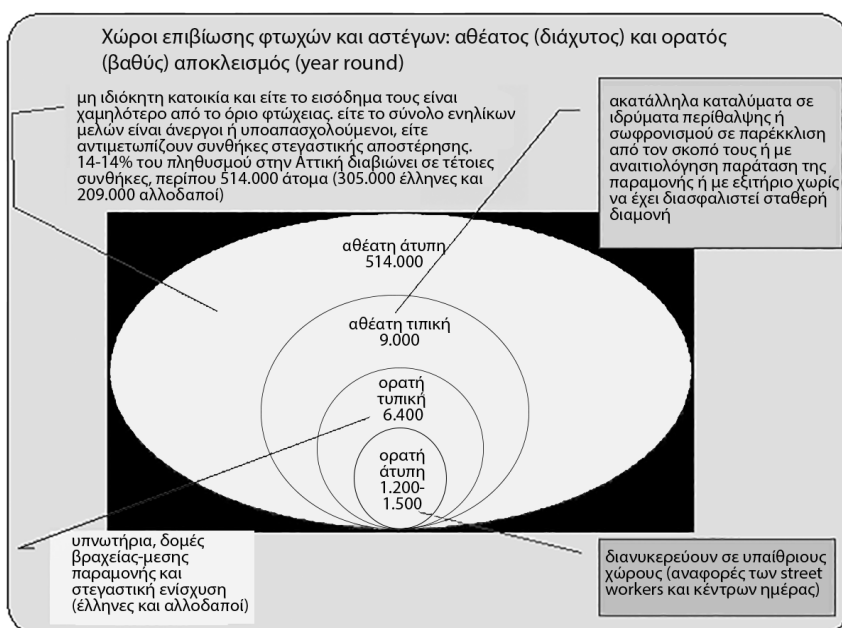 Χώροι επιβίωσης φτωχών και αστέγων: αθέατος (διάχυτος) και ορατός
(βαθύς) αποκλεισμός (year round)
μη ιδιόκητη κατοικία και είτε το εισόδημα τους είναι
χαμηλότερο από το όριο φτώχειας. είτε το σύνολο ενηλίκων
μελών είναι άνεργοι ή υποαπασχολούμενοι, είτε
αντιμετωπίζουν συνθήκες στεγαστικής αποστέρησης.
14-14% του πληθυσμού στην Αττική διαβιώνει σε τέτοιες
συνθήκες, περίπου 514.000 άτομα (305.000 έλληνες και
209.000 αλλοδαποί)
ακατάλληλα καταλύματα σε
ιδρύματα περίθαλψης ή
σωφρονισμό σε παρέκκλιση
από τον σκοπό τους ή με
αναιτιολόγηση παράταση της
παραμονής ή με εξιτήριο χωρίς
να έχει διασφαλιστεί σταθερή
διαμονή
αθέατη άτυπη
514.000
αθέατη τιπική
9.000
ορατή
τυπική
6.400
ορατή
άτυπη
1.200-
1.500
υπνωτήρια, δομές
βραχείας-μεσης
παραμονής και
στεγαστική ενίσχυση
(έλληνες και αλλοδαποί)
διανυκερεύουν σε υπαίθριους
χώρους (αναφορές των street
workers και κέντρων ημέρας)